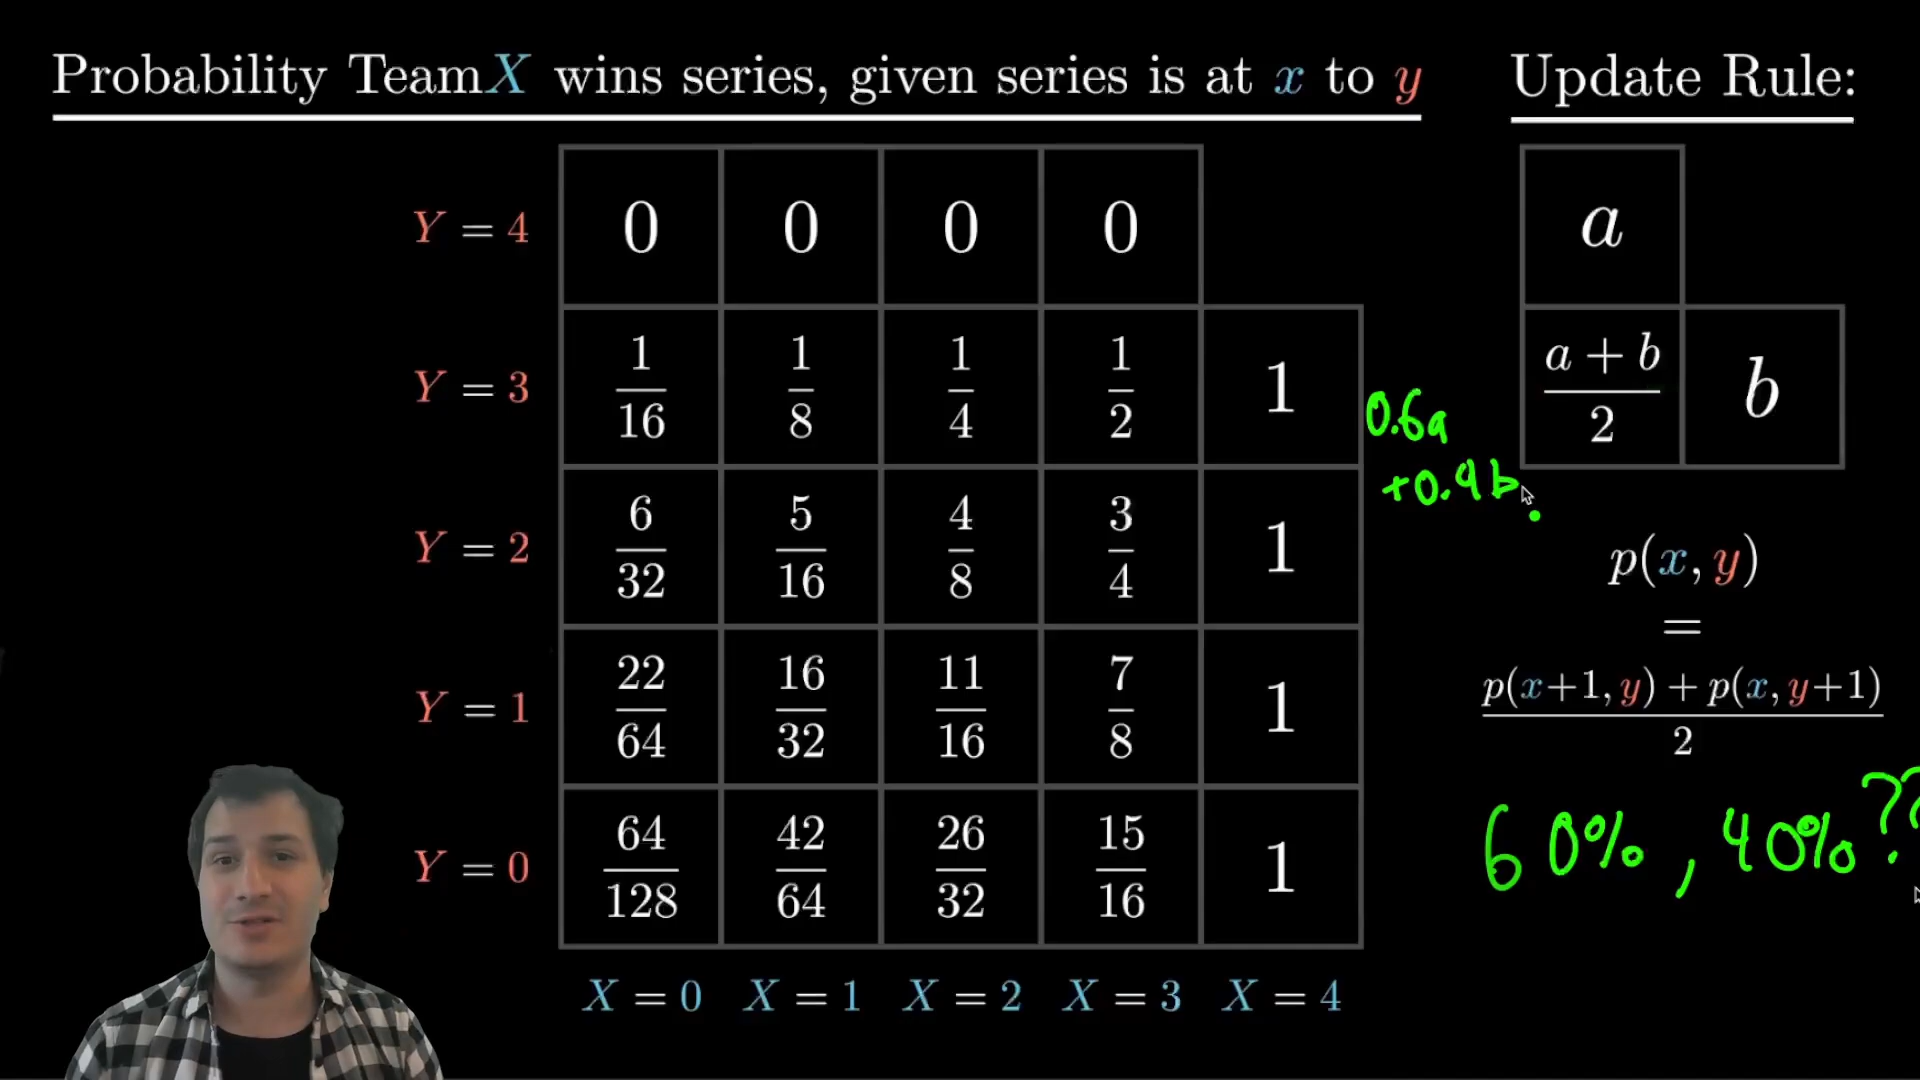 Probability TeamX wins series, given series is at x to y
Update Rule:
Y = 4 0 0 0 0
Y = 3 1/16 1/8 1/4 1/2 1
Y = 2 6/32 5/16 4/8 3/4 1
Y = 1 22/64 16/32 11/16 7/8 1
Y = 0 64/128 42/64 26/32 15/16 1
X = 0 X = 1 X = 2 X = 3 X = 4
a
a + b
2
b
0.6a
+0.4b
p(x, y)
=
p(x+1, y) + p(x, y+1)
2
60%, 40%??